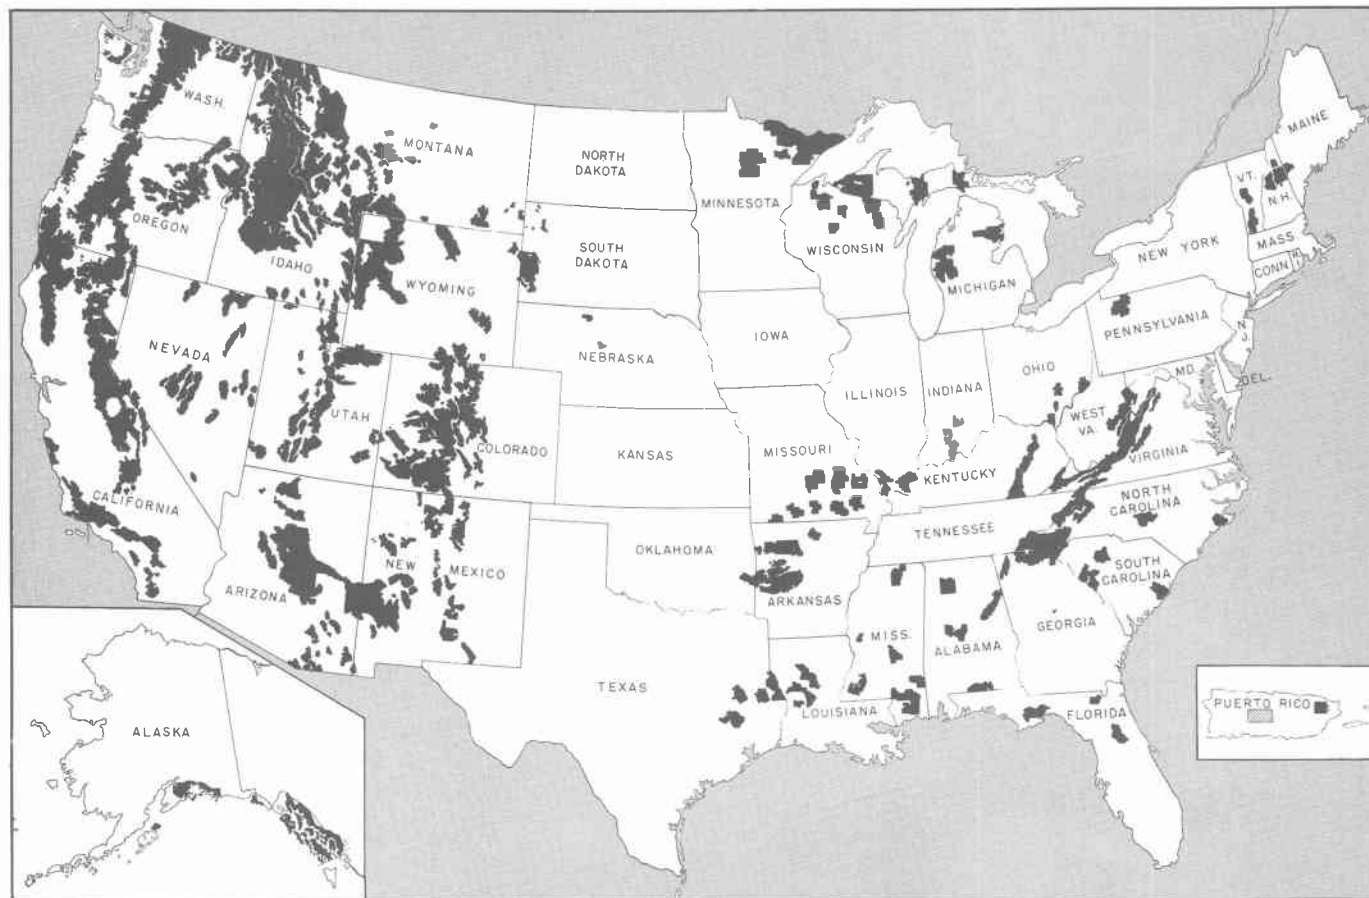 WASH.
MONTANA
NORTH
DAKOTA
MINNESOTA
MAINE
VT.
N.H.
OREGON
IDAHO
WYOMING
SOUTH
DAKOTA
WISCONSIN
MICHIGAN
NEW YORK
MASS.
CONN
R.
I.
NEVADA
UTAH
COLORADO
NEBRASKA
IOWA
ILLINOIS
INDIANA
OHIO
PENNSYLVANIA
N.
J.
MD.
DEL.
WEST
VA.
VIRGINIA
CALIFORNIA
KANSAS
MISSOURI
KENTUCKY
NORTH
CAROLINA
TENNESSEE
ARIZONA
NEW
MEXICO
OKLAHOMA
ARKANSAS
SOUTH
CAROLINA
GEORGIA
ALABAMA
MISS.
TEXAS
LOUISIANA
FLORIDA
ALASKA
PUERTO RICO